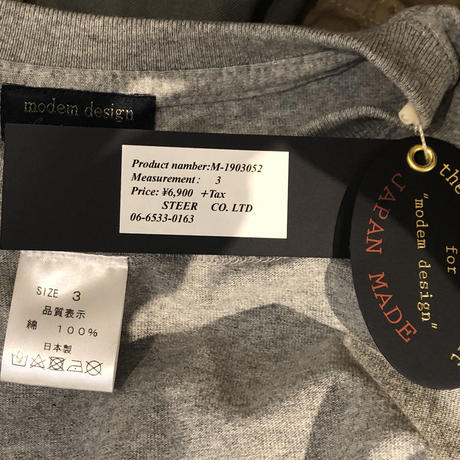 modem design
Product namber:M-1903052
Measurement: 3
Price: ¥6,900 +Tax
STEER CO. LTD
06-6533-0163
the
for
"modem design"
JAPAN MADE
SIZE 3
品質表示
綿 100%
日本製